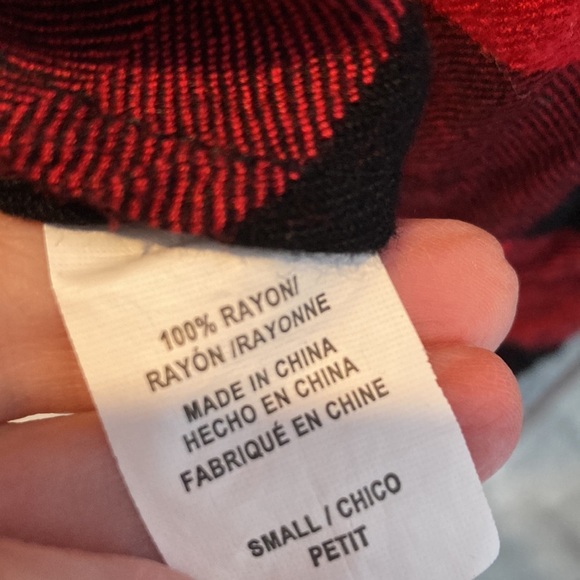 100% RAYON/
RAYÓN /RAYONNE
MADE IN CHINA
HECHO EN CHINA
FABRIQUÉ EN CHINE
SMALL / CHICO
PETIT